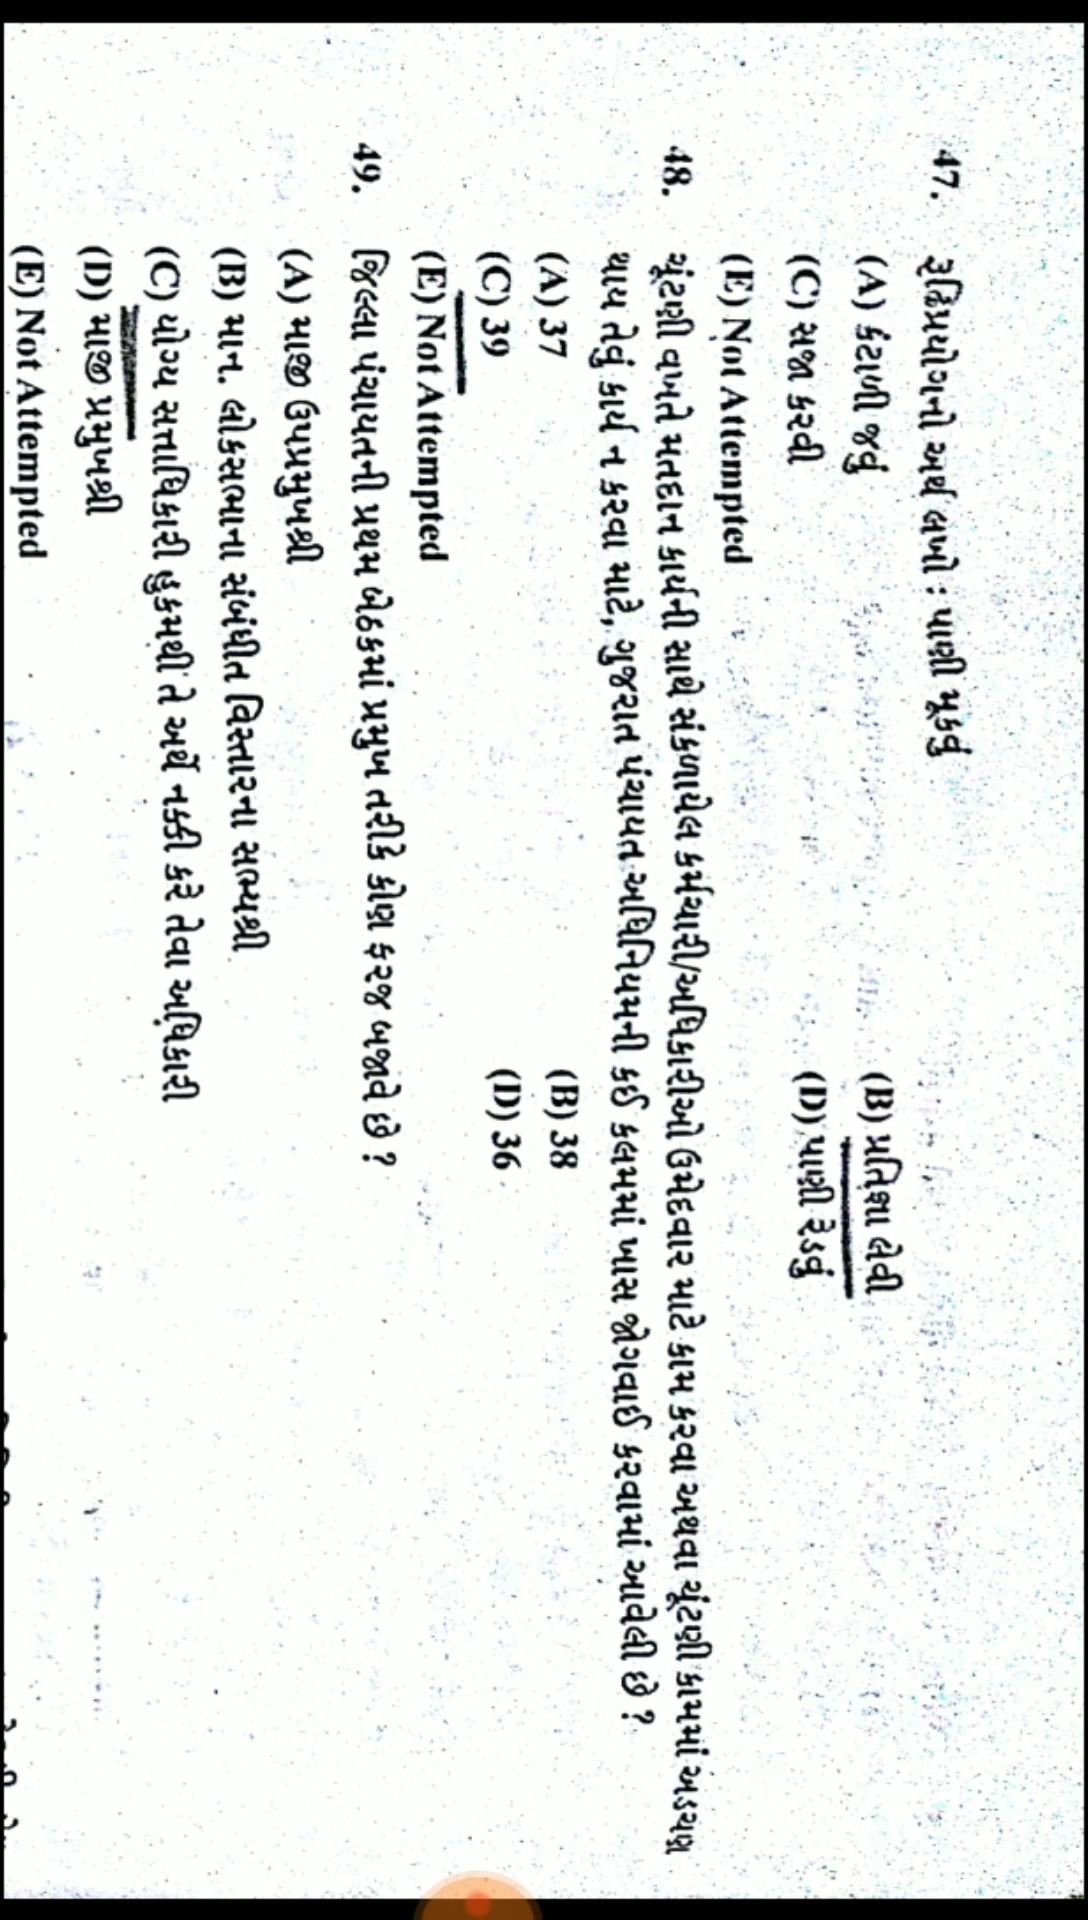 47. રૂઢિપ્રયોગનો અર્થ લખો : પાણી મૂકવું
(A) કંટાળી જવું (B) પ્રતિજ્ઞા લેવી
(C) સજા કરવી (D) પાણી રેડવું
(E) Not Attempted
48. ચૂંટણી વખતે મતદાન કાર્યની સાથે સંકળાયેલ કર્મચારી/અધિકારીઓ ઉમેદવાર માટે કામ કરવા અથવા ચૂંટણી કામમાં અડચણ
થાય તેવું કાર્ય ન કરવા માટે, ગુજરાત પંચાયત અધિનિયમની કઈ કલમમાં ખાસ જોગવાઈ કરવામાં આવેલી છે ?
(A) 37 (B) 38
(C) 39 (D) 36
(E) Not Attempted
49. જિલ્લા પંચાયતની પ્રથમ બેઠકમાં પ્રમુખ તરીકે કોણ ફરજ બજાવે છે ?
(A) માજી ઉપપ્રમુખશ્રી
(B) માન. લોકસભાના સંબંધીત વિસ્તારના સભ્યશ્રી
(C) યોગ્ય સત્તાધિકારી હુકમથી તે અર્થે નક્કી કરે તેવા અધિકારી
(D) માજી પ્રમુખશ્રી
(E) Not Attempted